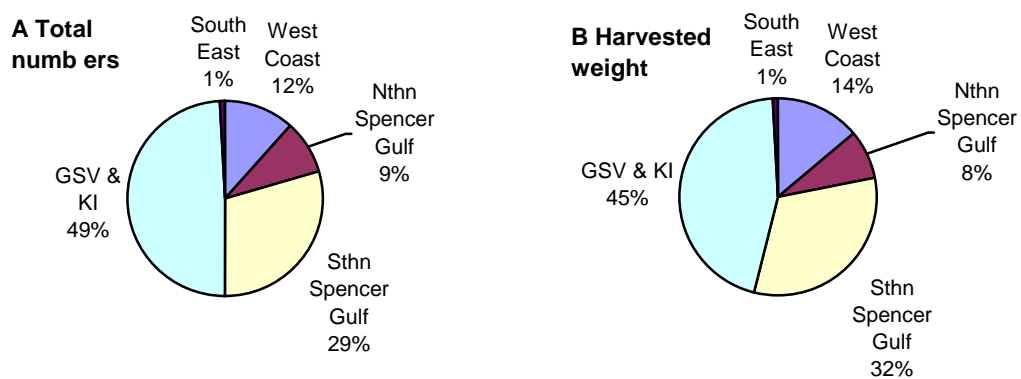 A Total
numb ers
South
East
1%
West
Coast
12%
Nthn
Spencer
Gulf
9%
GSV &
KI
49%
Sthn
Spencer
Gulf
29%
B Harvested
weight
South
East
1%
West
Coast
14%
Nthn
Spencer
Gulf
8%
GSV & KI
45%
Sthn
Spencer
Gulf
32%